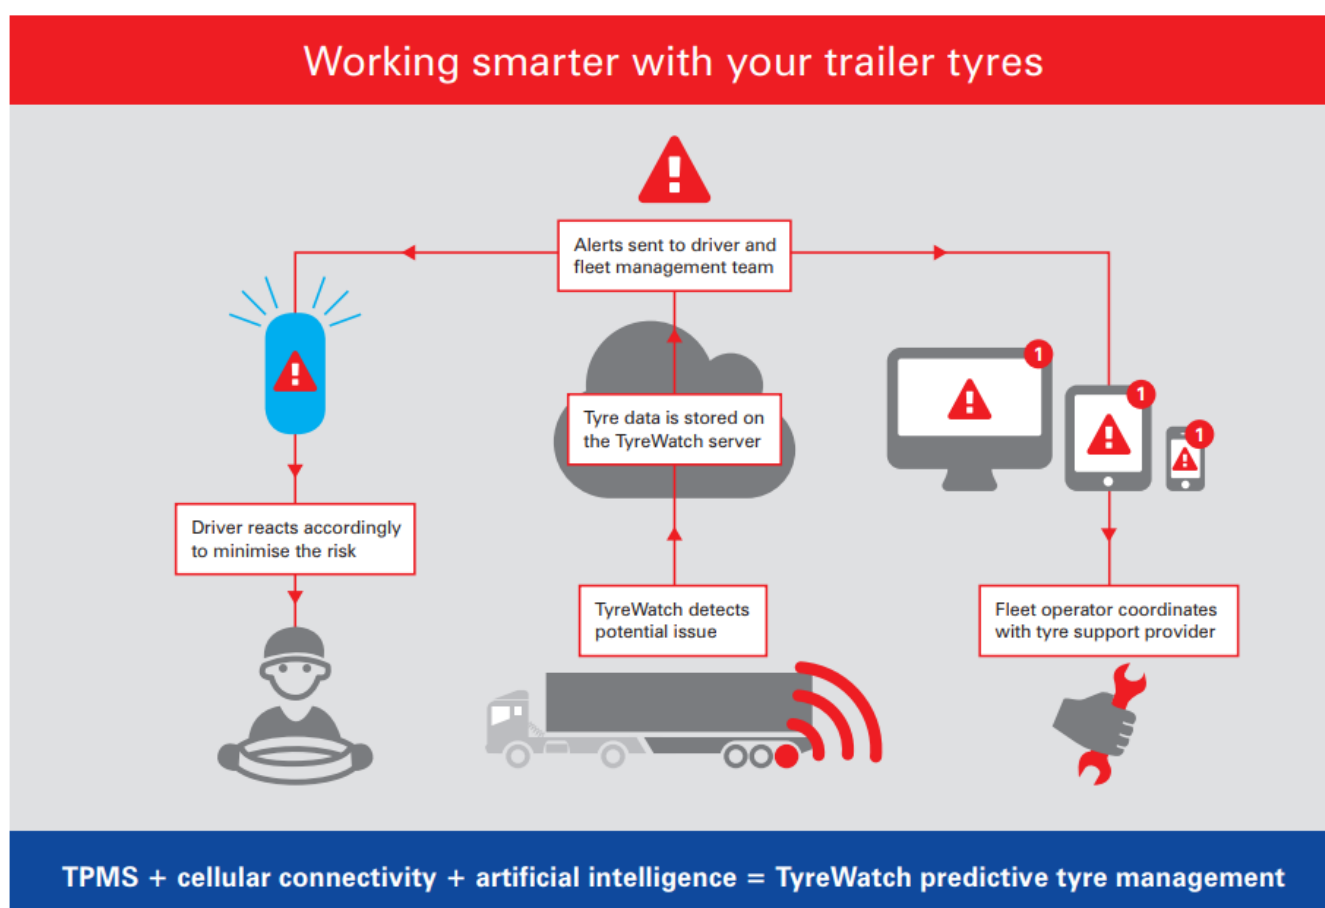 Working smarter with your trailer tyres
Alerts sent to driver and
fleet management team
Tyre data is stored on
the TyreWatch server
1
1
1
Driver reacts accordingly
to minimise the risk
TyreWatch detects
potential issue
Fleet operator coordinates
with tyre support provider
TPMS + cellular connectivity + artificial intelligence = TyreWatch predictive tyre management